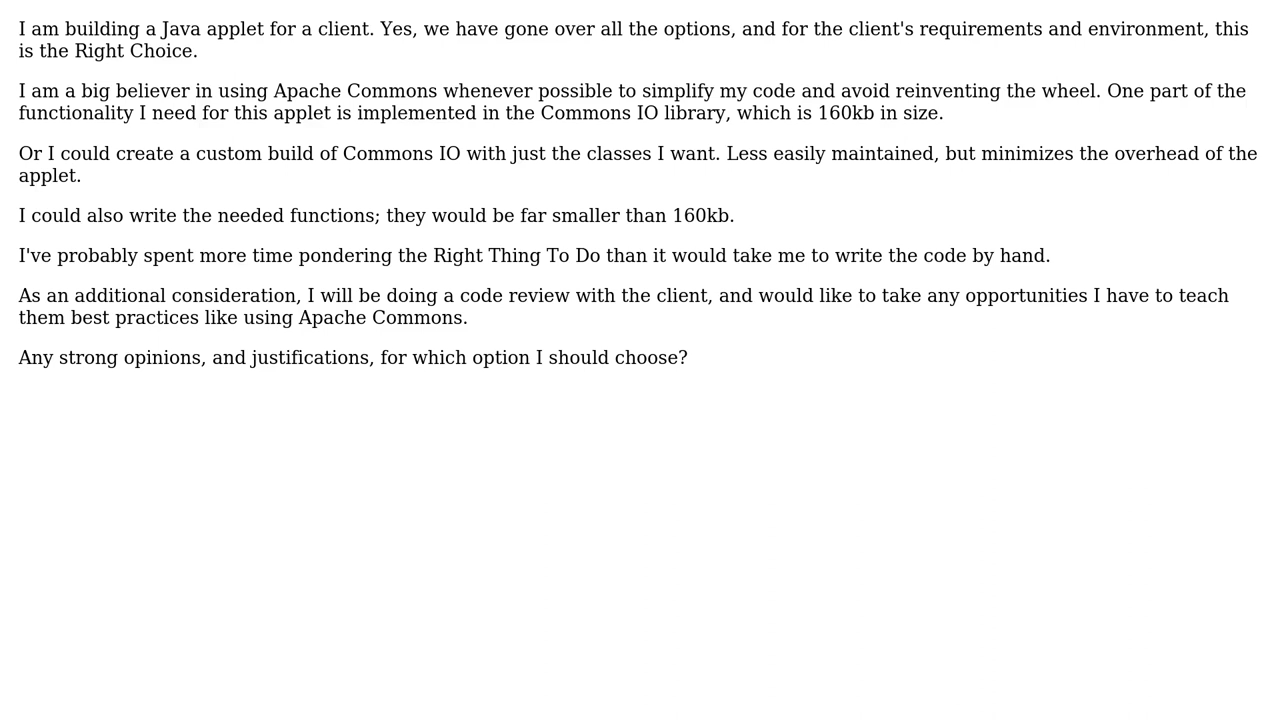 I am building a Java applet for a client. Yes, we have gone over all the options, and for the client's requirements and environment, this
is the Right Choice.
I am a big believer in using Apache Commons whenever possible to simplify my code and avoid reinventing the wheel. One part of the
functionality I need for this applet is implemented in the Commons IO library, which is 160kb in size.
Or I could create a custom build of Commons IO with just the classes I want. Less easily maintained, but minimizes the overhead of the
applet.
I could also write the needed functions; they would be far smaller than 160kb.
I've probably spent more time pondering the Right Thing To Do than it would take me to write the code by hand.
As an additional consideration, I will be doing a code review with the client, and would like to take any opportunities I have to teach
them best practices like using Apache Commons.
Any strong opinions, and justifications, for which option I should choose?